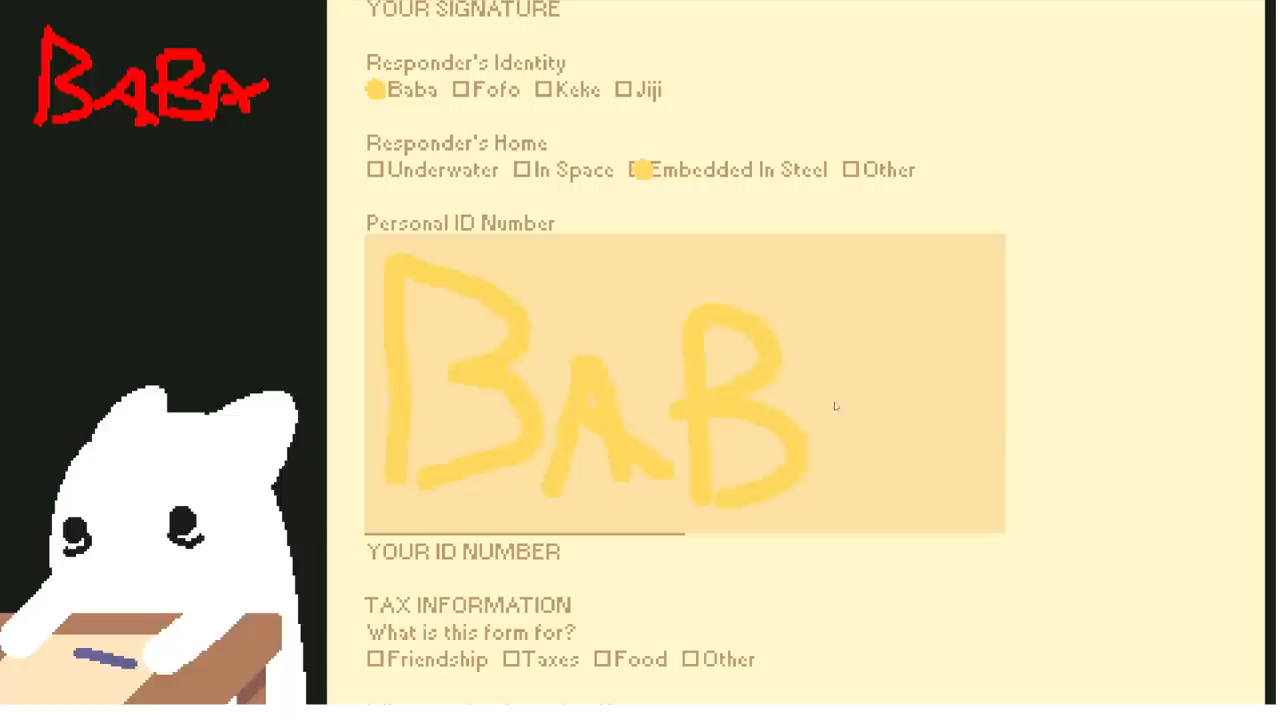 BABA
YOUR SIGNATURE
Responder's Identity
Baba Fofo Keke Jiji
Responder's Home
Underwater In Space Embedded In Steel Other
Personal ID Number
BAB
YOUR ID NUMBER
TAX INFORMATION
What is this form for?
Friendship Taxes Food Other